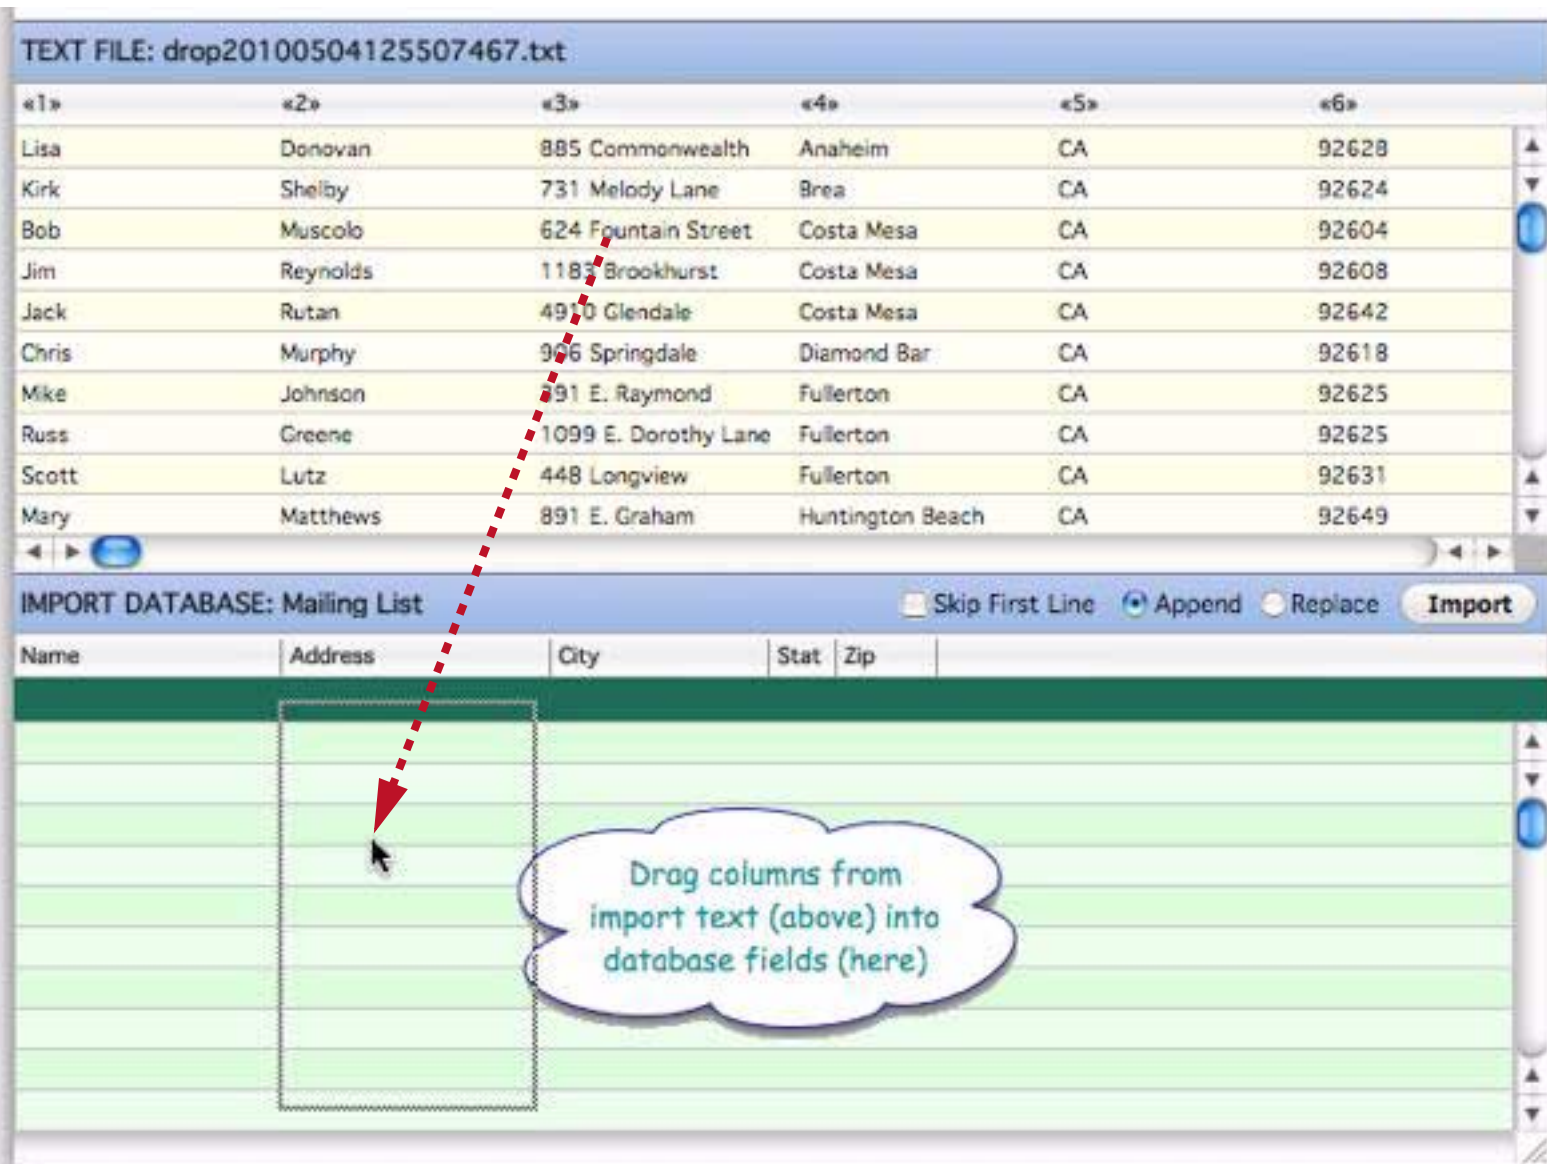 TEXT FILE: drop20100504125507467.txt
«1» «2» «3» «4» «5» «6»
Lisa Donovan 885 Commonwealth Anaheim CA 92628
Kirk Shelby 731 Melody Lane Brea CA 92624
Bob Muscolo 624 Fountain Street Costa Mesa CA 92604
Jim Reynolds 1183 Brookhurst Costa Mesa CA 92608
Jack Rutan 4910 Glendale Costa Mesa CA 92642
Chris Murphy 906 Springdale Diamond Bar CA 92618
Mike Johnson 391 E. Raymond Fullerton CA 92625
Russ Greene 1099 E. Dorothy Lane Fullerton CA 92625
Scott Lutz 448 Longview Fullerton CA 92631
Mary Matthews 891 E. Graham Huntington Beach CA 92649
IMPORT DATABASE: Mailing List Skip First Line Append Replace Import
Name Address City Stat Zip
Drag columns from
import text (above) into
database fields (here)